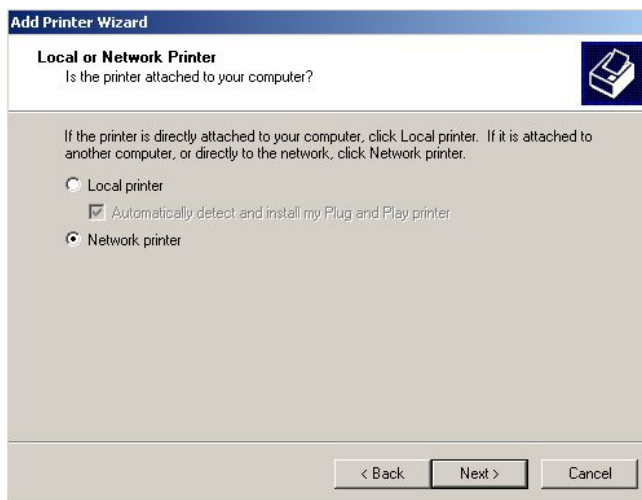 Add Printer Wizard
Local or Network Printer
Is the printer attached to your computer?
If the printer is directly attached to your computer, click Local printer. If it is attached to
another computer, or directly to the network, click Network printer.
Local printer
Automatically detect and install my Plug and Play printer
Network printer
< Back
Next >
Cancel